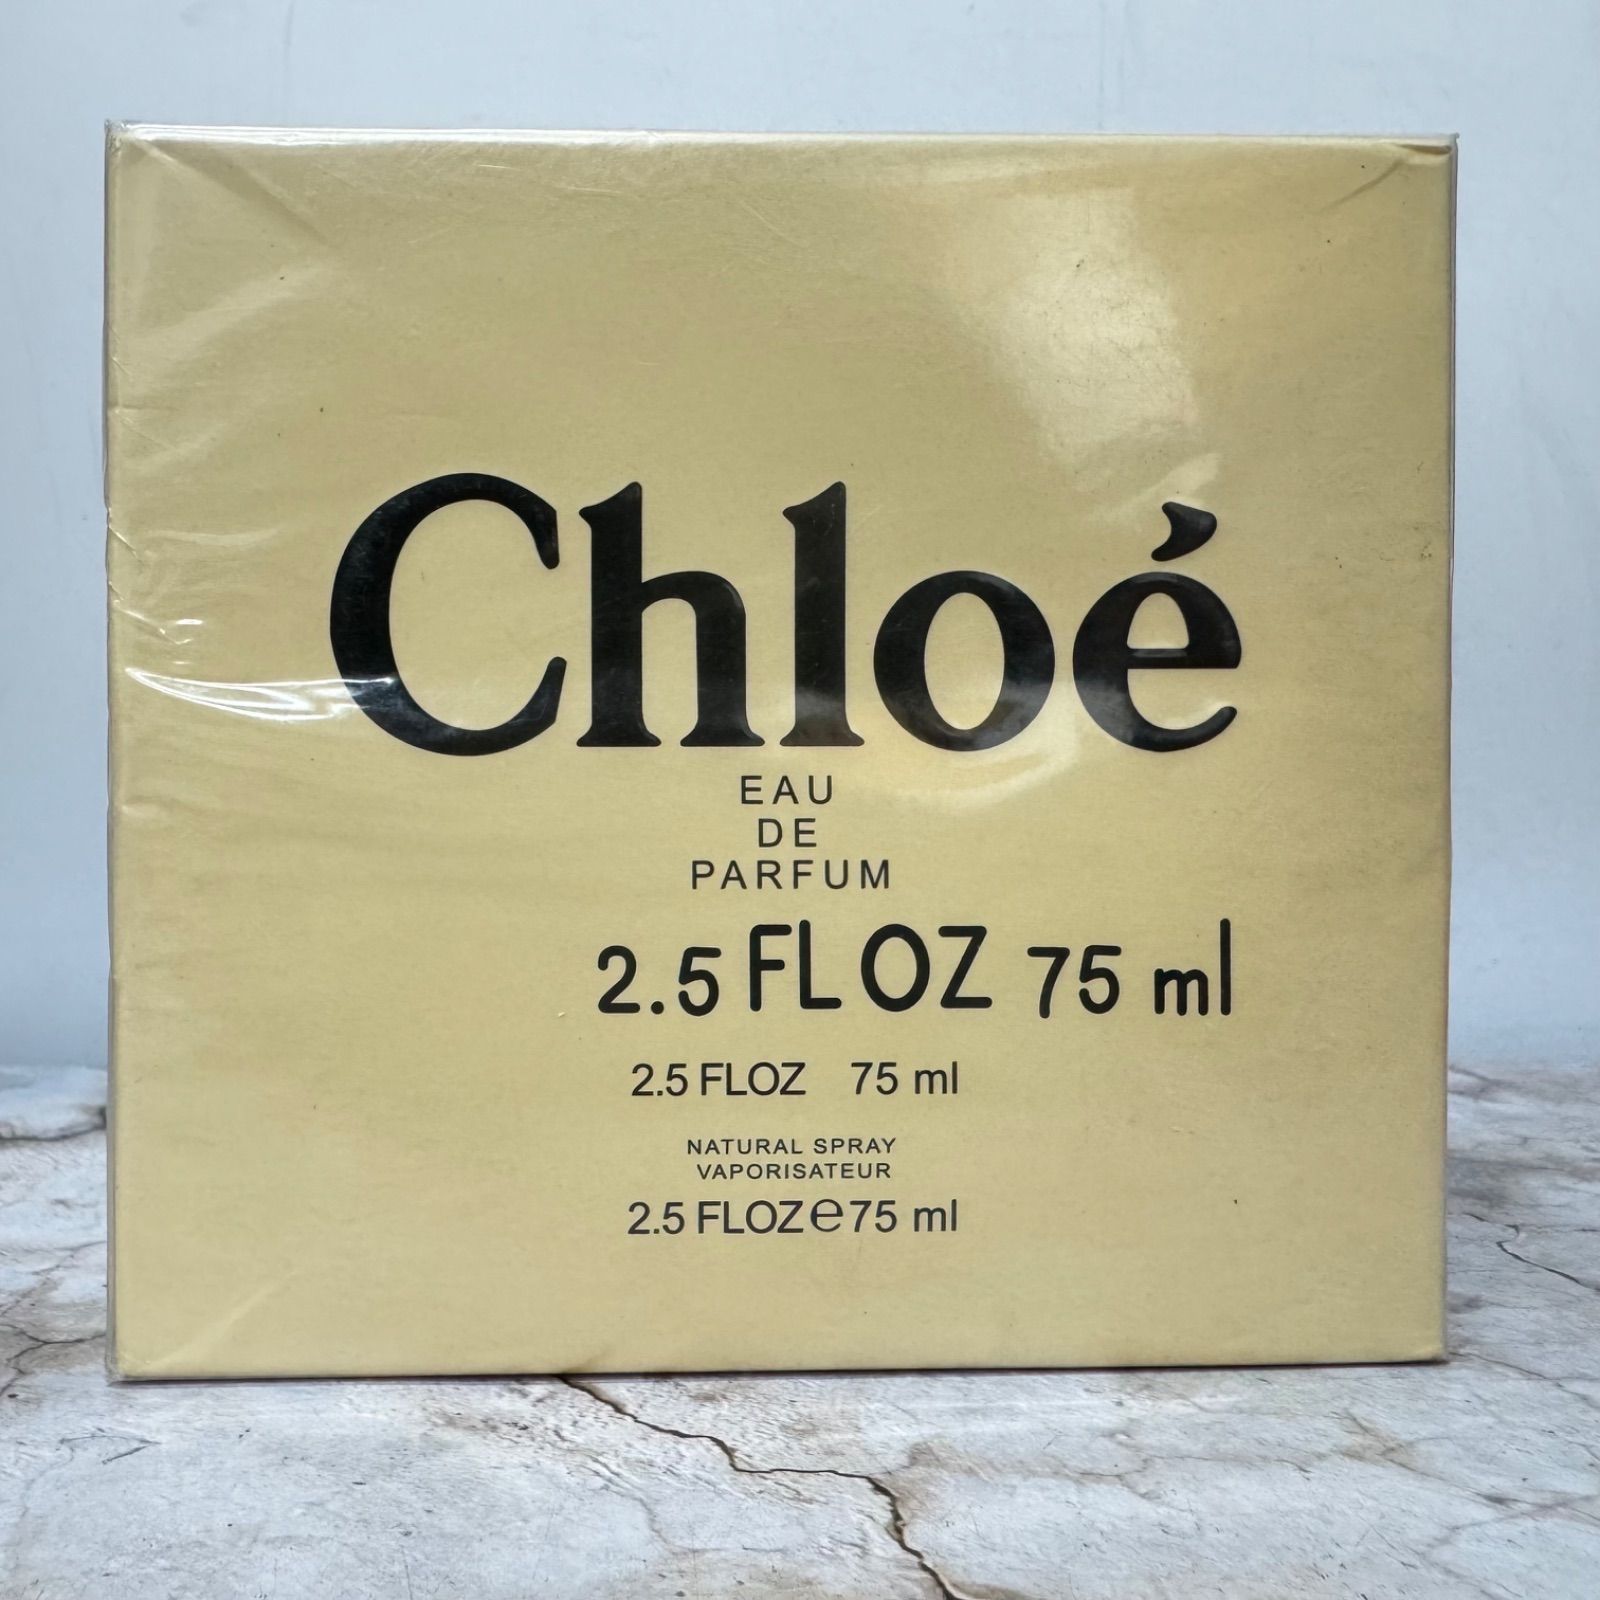 Chloé
EAU
DE
PARFUM
2.5 FL OZ 75 ml
2.5 FLOZ 75 ml
NATURAL SPRAY
VAPORISATEUR
2.5 FLOZ℮75 ml